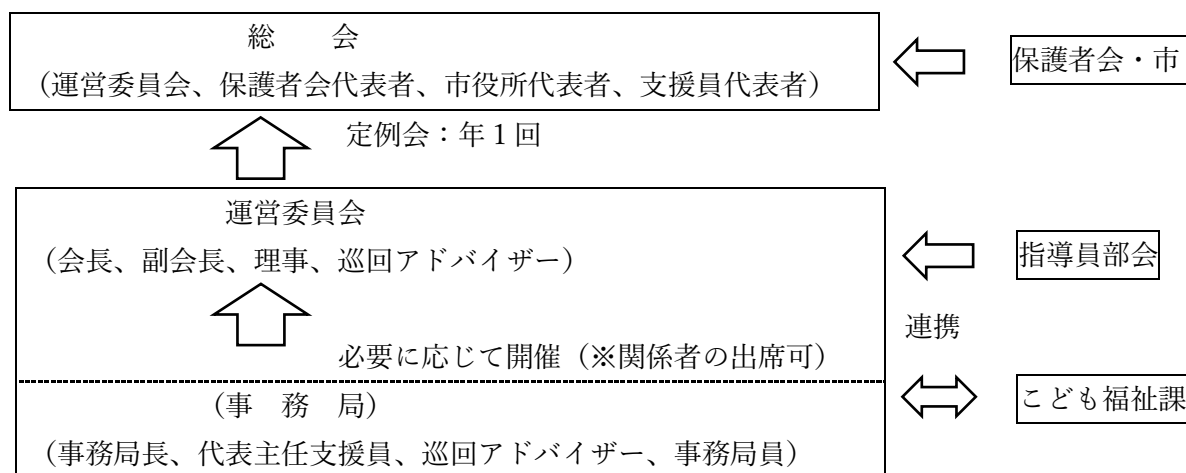 総　会
（運営委員会、保護者会代表者、市役所代表者、支援員代表者）
保護者会・市
定例会：年１回
運営委員会
（会長、副会長、理事、巡回アドバイザー）
指導員部会
連携
必要に応じて開催（※関係者の出席可）
（事　務　局）
こども福祉課
（事務局長、代表主任支援員、巡回アドバイザー、事務局員）